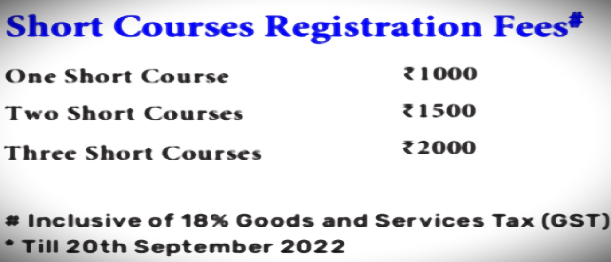 Short Courses Registration Fees#
One Short Course ₹1000
Two Short Courses ₹1500
Three Short Courses ₹2000
# Inclusive of 18% Goods and Services Tax (GST)
* Till 20th September 2022